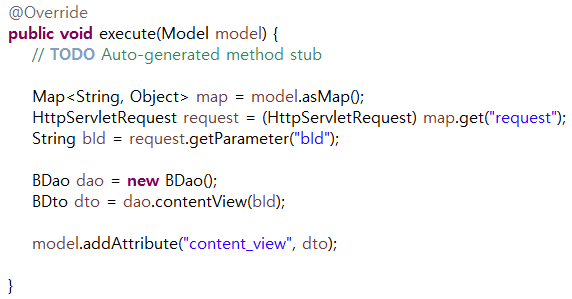 @Override
public void execute(Model model) {
// TODO Auto-generated method stub
Map<String, Object> map = model.asMap();
HttpServletRequest request = (HttpServletRequest) map.get("request");
String bId = request.getParameter("bId");
BDao dao = new BDao();
BDto dto = dao.contentView(bId);
model.addAttribute("content_view", dto);
}